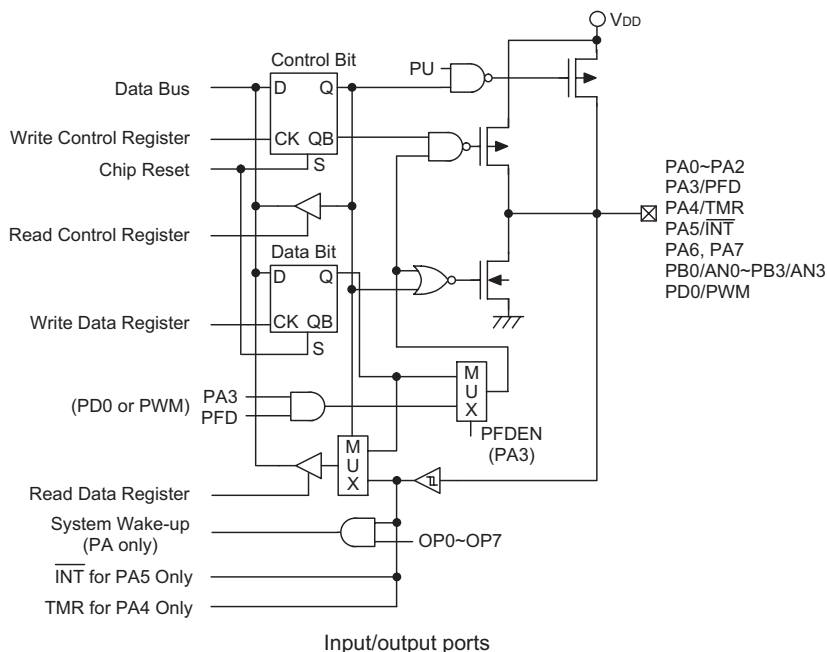 VDD
Control Bit
PU
Data Bus
D
Q
Write Control Register
CK
QB
Chip Reset
S
PA0~PA2
PA3/PFD
PA4/TMR
PA5/I̅N̅T̅
PA6, PA7
PB0/AN0~PB3/AN3
PD0/PWM
Read Control Register
Data Bit
D
Q
Write Data Register
CK
QB
S
(PD0 or PWM)
PA3
PFD
M
U
X
PFDEN
(PA3)
M
U
X
Read Data Register
System Wake-up
(PA only)
OP0~OP7
I̅N̅T̅ for PA5 Only
TMR for PA4 Only
Input/output ports